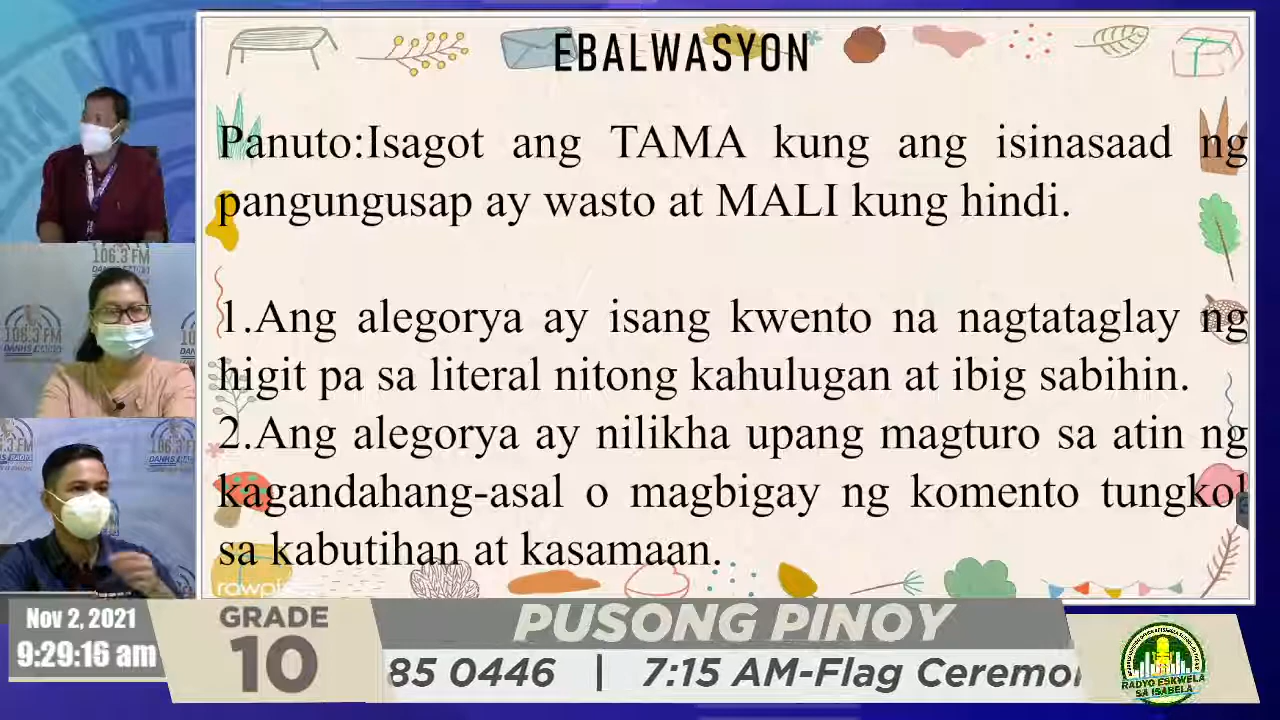 EBALWASYON
Panuto:Isagot ang TAMA kung ang isinasaad ng
pangungusap ay wasto at MALI kung hindi.
1.Ang alegorya ay isang kwento na nagtataglay ng
higit pa sa literal nitong kahulugan at ibig sabihin.
2.Ang alegorya ay nilikha upang magturo sa atin ng
kagandahang-asal o magbigay ng komento tungkol
sa kabutihan at kasamaan.
106.3 FM
106.3 FM
Nov 2, 2021
9:29:16 am
GRADE
10
PUSONG PINOY
85 0446 | 7:15 AM-Flag Ceremo
RADYO ESKWELA
SA ISABELA